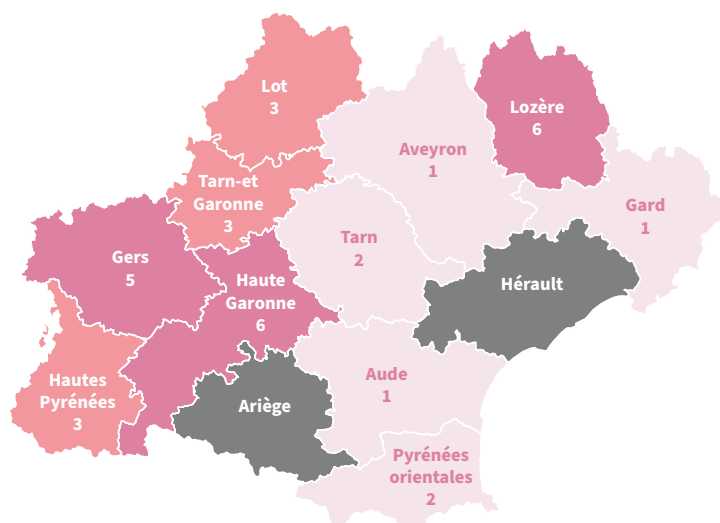 Lot
3
Lozère
6
Aveyron
1
Tarn-et
Garonne
3
Gard
1
Tarn
2
Gers
5
Haute
Garonne
6
Hérault
Hautes
Pyrénées
3
Ariège
Aude
1
Pyrénées
orientales
2